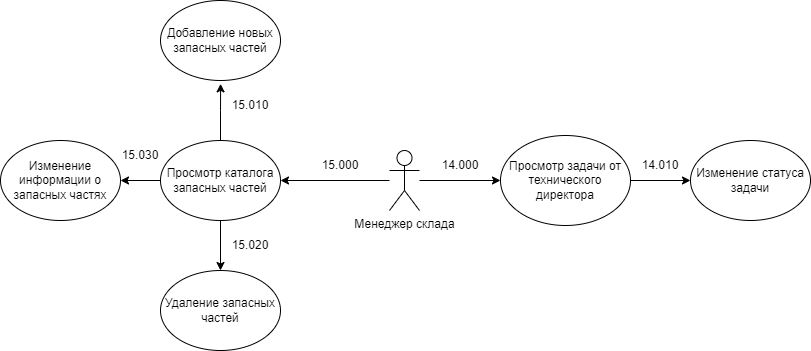 Добавление новых
запасных частей
15.010
15.030
15.000
14.000
14.010
Изменение
информации о
запасных частях
Просмотр каталога
запасных частей
Просмотр задачи от
технического
директора
Изменение статуса
задачи
Менеджер склада
15.020
Удаление запасных
частей